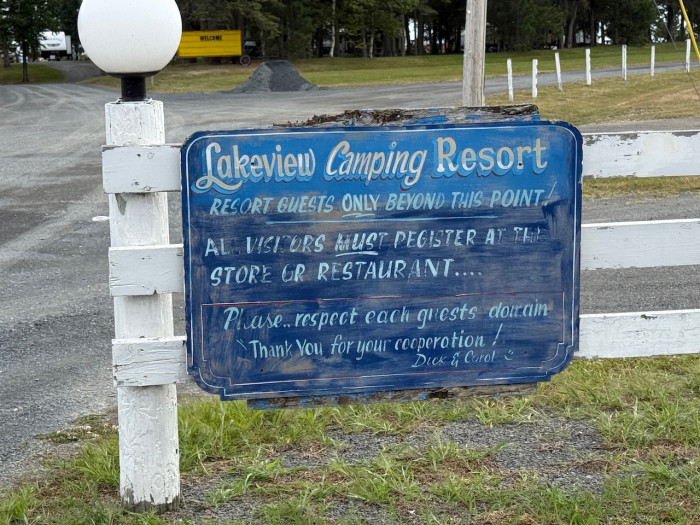 WELCOME
Lakeview Camping Resort
RESORT GUESTS ONLY BEYOND THIS POINT!
ALL VISITORS MUST REGISTER AT THE
STORE OR RESTAURANT....
Please.. respect each guests domain
Thank You for your cooperation!
Dick & Carol